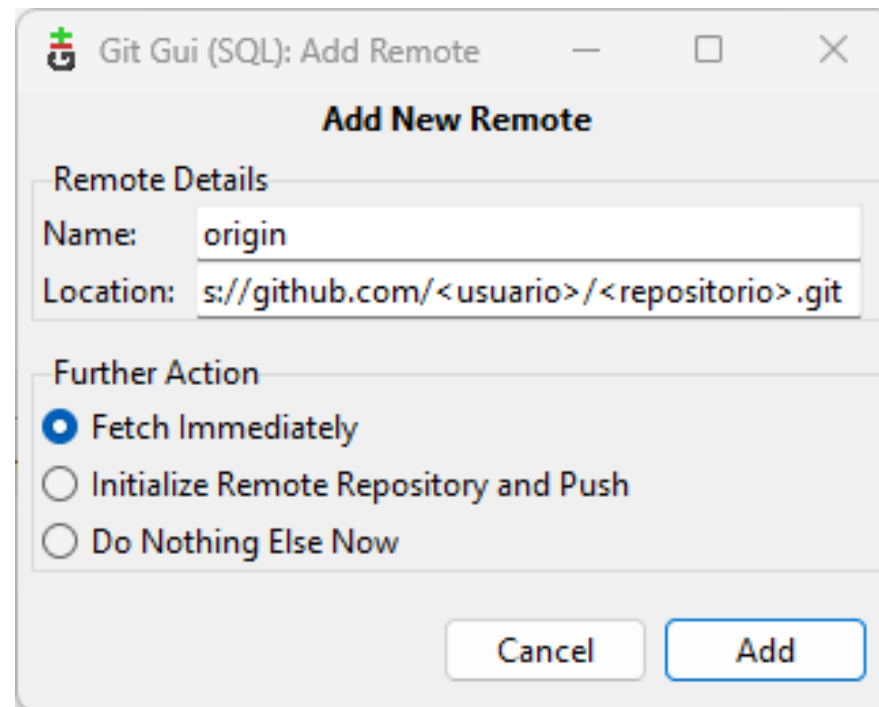 Git Gui (SQL): Add Remote
Add New Remote
Remote Details
Name: origin
Location: s://github.com/<usuario>/<repositorio>.git
Further Action
Fetch Immediately
Initialize Remote Repository and Push
Do Nothing Else Now
Cancel Add